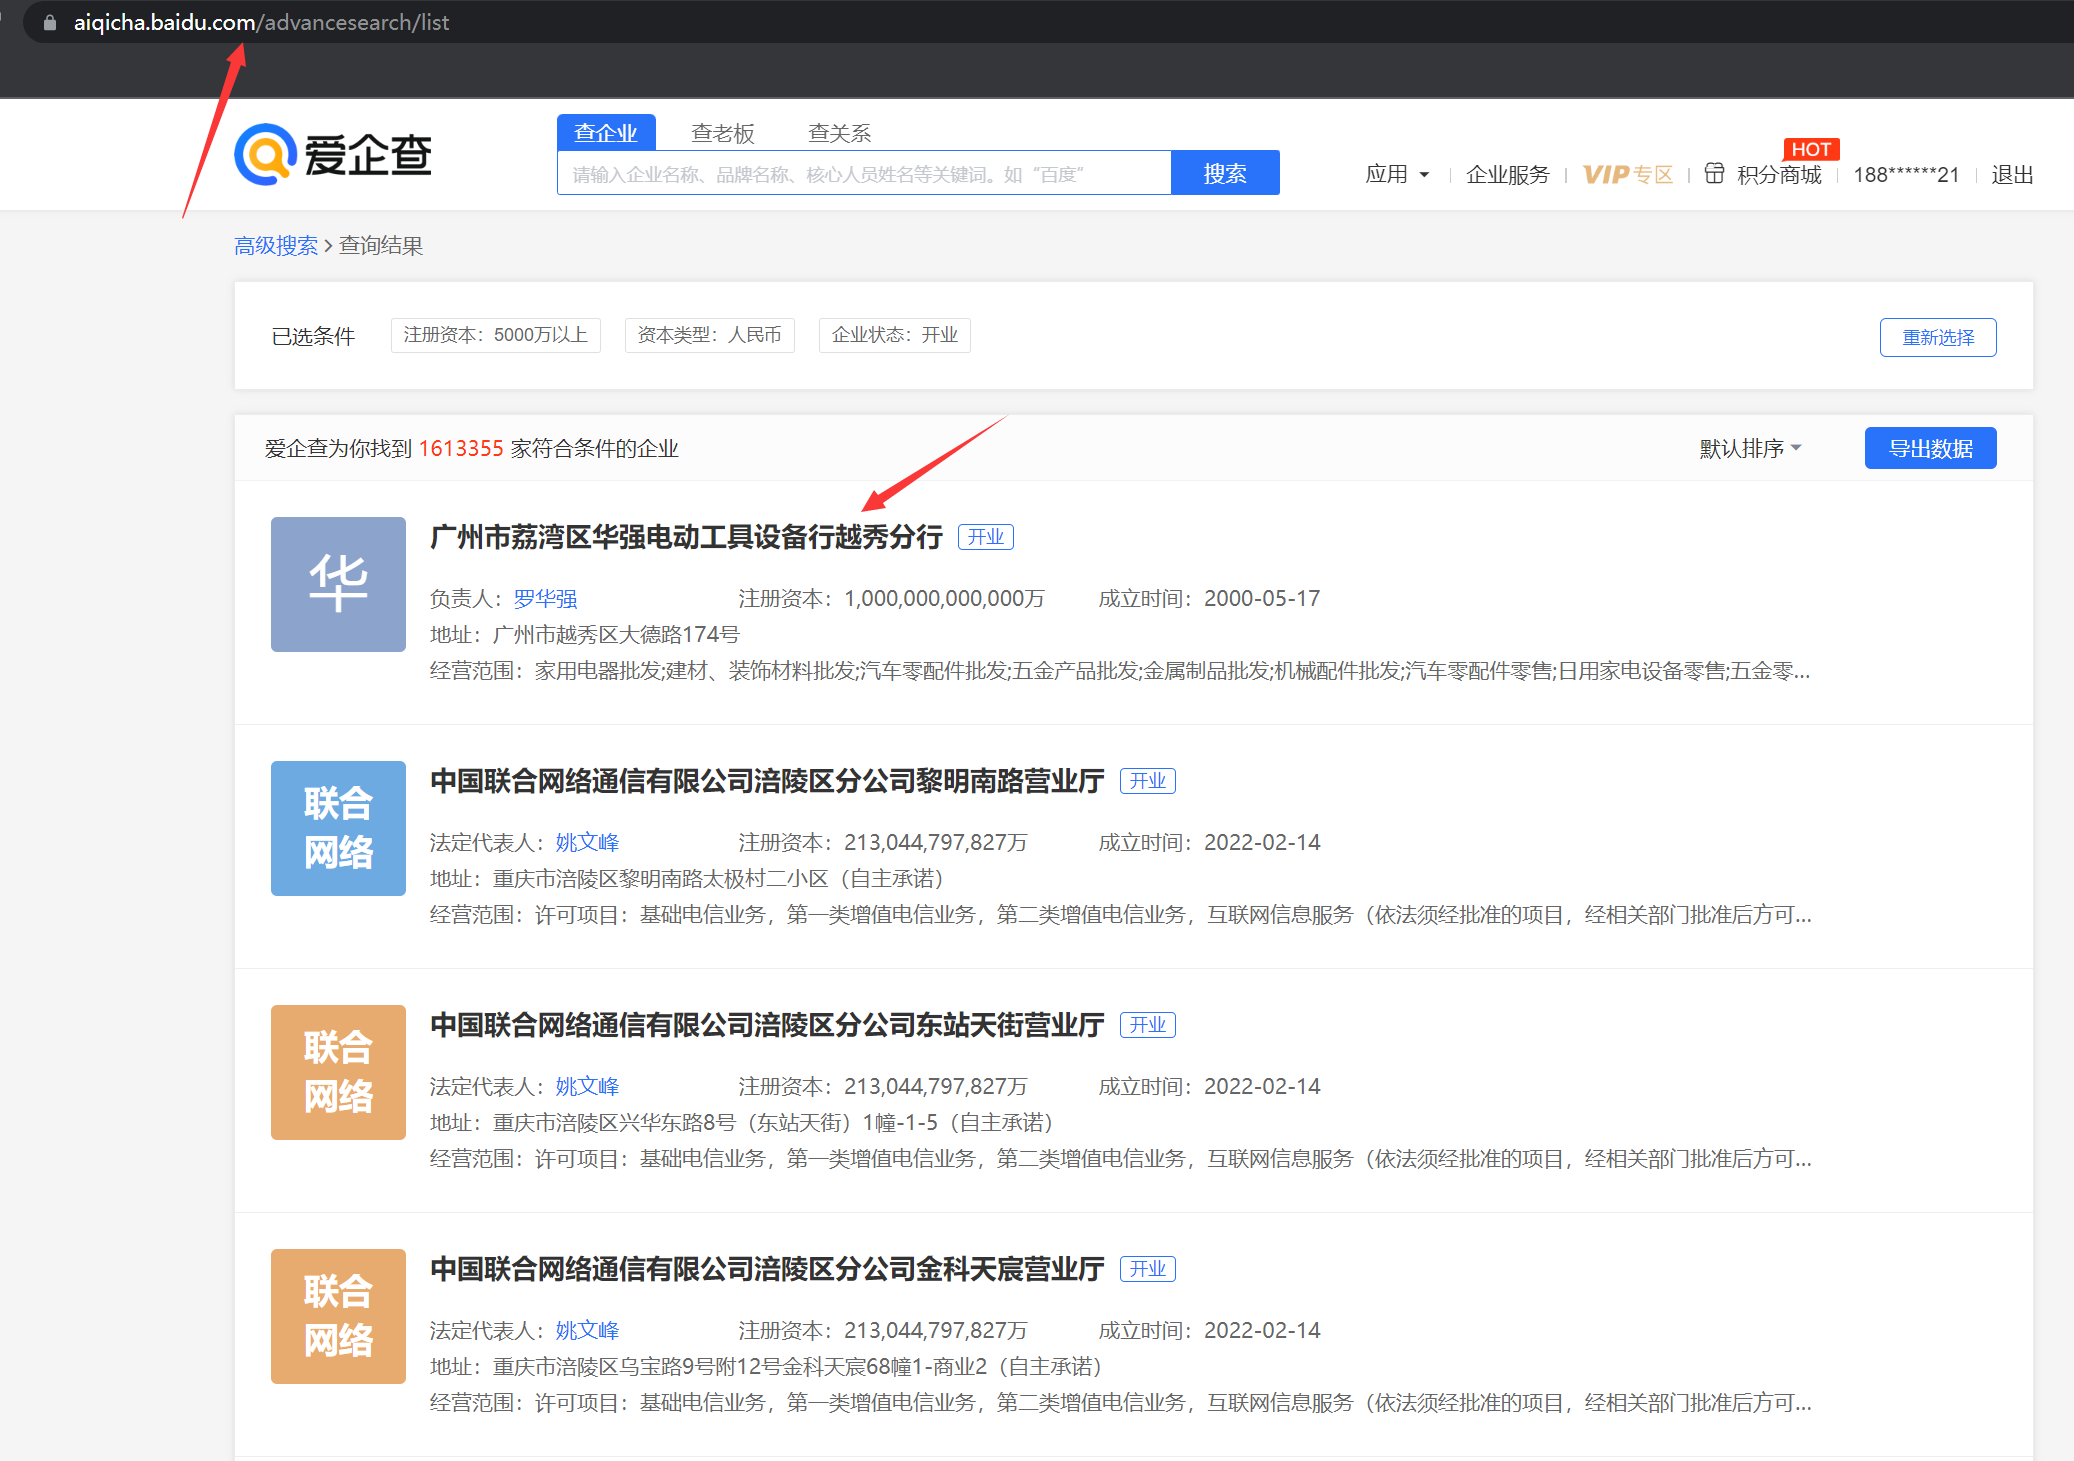 aiqicha.baidu.com/advancesearch/list
爱企查
查企业 查老板 查关系
请输入企业名称、品牌名称、核心人员姓名等关键词。如“百度” 搜索
应用 企业服务 VIP专区 积分商城 HOT 188******21 退出
高级搜索 > 查询结果
已选条件 注册资本：5000万以上 资本类型：人民币 企业状态：开业 重新选择
爱企查为你找到 1613355 家符合条件的企业 默认排序 导出数据
华
广州市荔湾区华强电动工具设备行越秀分行 开业
负责人：罗华强 注册资本：1,000,000,000,000万 成立时间：2000-05-17
地址：广州市越秀区大德路174号
经营范围：家用电器批发;建材、装饰材料批发;汽车零配件批发;五金产品批发;金属制品批发;机械配件批发;汽车零配件零售;日用家电设备零售;五金零...
联合
网络
中国联合网络通信有限公司涪陵区分公司黎明南路营业厅 开业
法定代表人：姚文峰 注册资本：213,044,797,827万 成立时间：2022-02-14
地址：重庆市涪陵区黎明南路太极村二小区（自主承诺）
经营范围：许可项目：基础电信业务，第一类增值电信业务，第二类增值电信业务，互联网信息服务（依法须经批准的项目，经相关部门批准后方可...
联合
网络
中国联合网络通信有限公司涪陵区分公司东站天街营业厅 开业
法定代表人：姚文峰 注册资本：213,044,797,827万 成立时间：2022-02-14
地址：重庆市涪陵区兴华东路8号（东站天街）1幢-1-5（自主承诺）
经营范围：许可项目：基础电信业务，第一类增值电信业务，第二类增值电信业务，互联网信息服务（依法须经批准的项目，经相关部门批准后方可...
联合
网络
中国联合网络通信有限公司涪陵区分公司金科天宸营业厅 开业
法定代表人：姚文峰 注册资本：213,044,797,827万 成立时间：2022-02-14
地址：重庆市涪陵区乌宝路9号附12号金科天宸68幢1-商业2（自主承诺）
经营范围：许可项目：基础电信业务，第一类增值电信业务，第二类增值电信业务，互联网信息服务（依法须经批准的项目，经相关部门批准后方可...